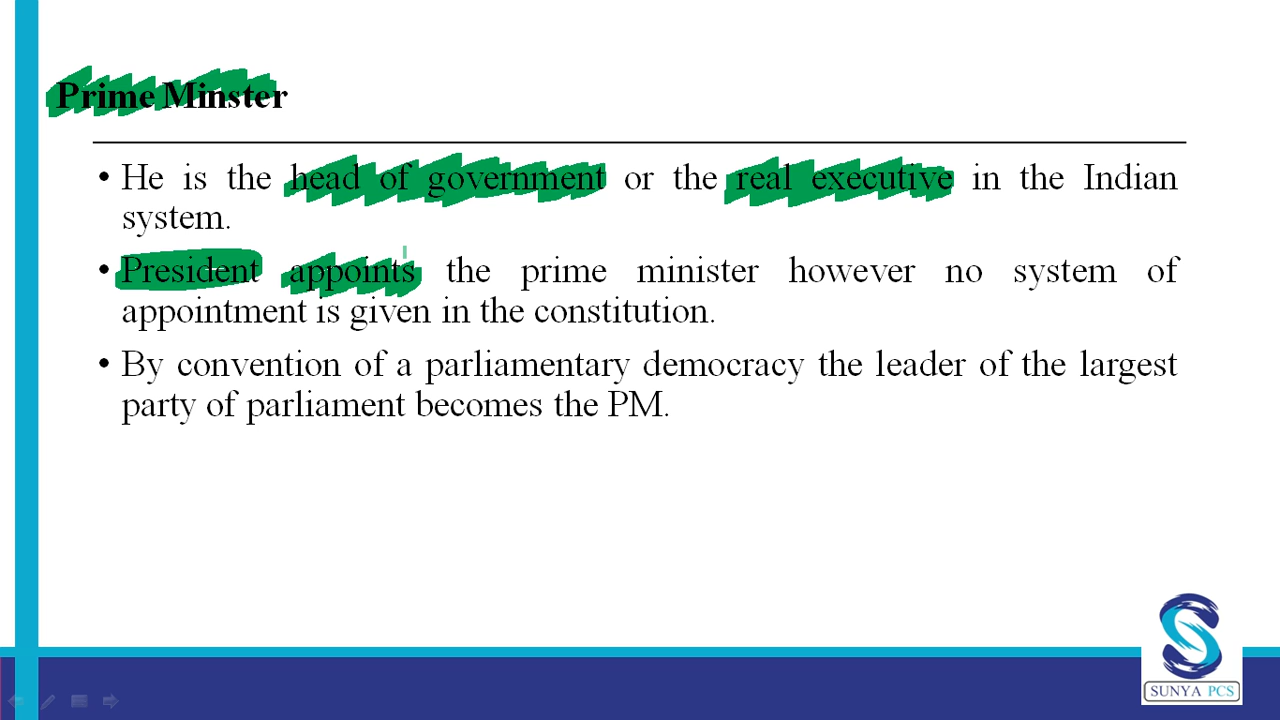 Prime Minster
• He is the head of government or the real executive in the Indian
system.
• President appoints the prime minister however no system of
appointment is given in the constitution.
• By convention of a parliamentary democracy the leader of the largest
party of parliament becomes the PM.
SUNYA PCS